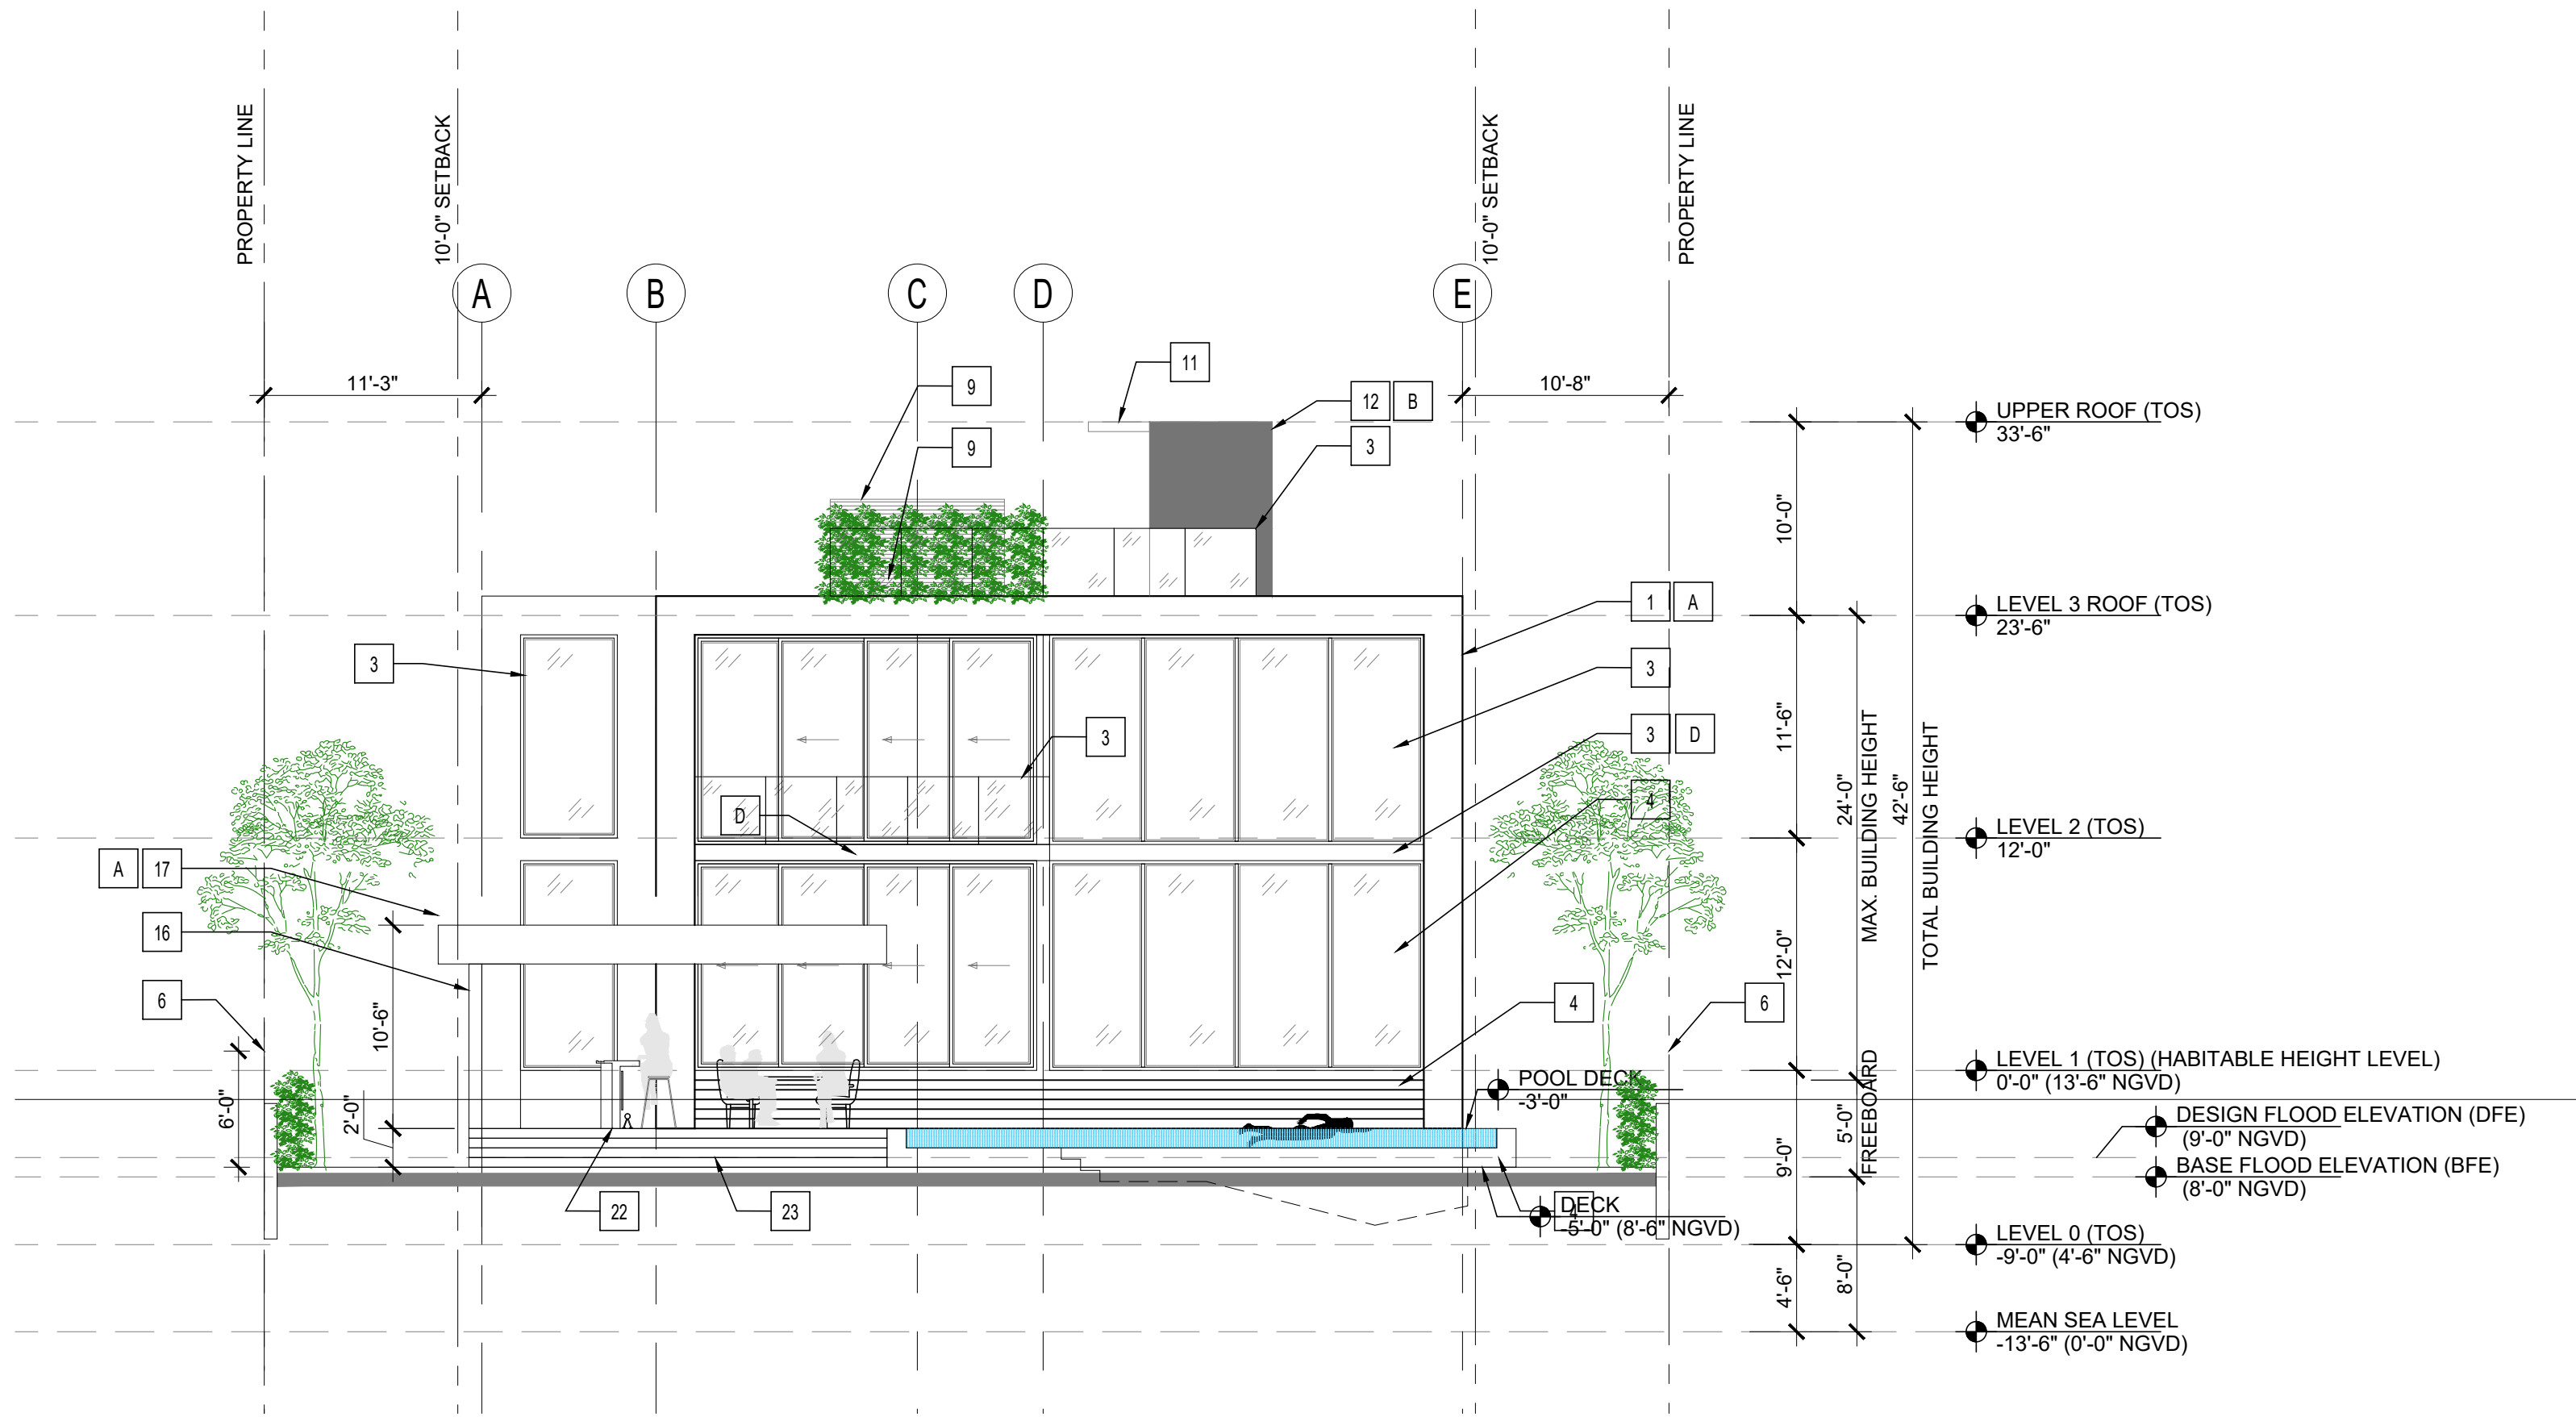 PROPERTY LINE
10'-0" SETBACK
10'-0" SETBACK
PROPERTY LINE
A
B
C
D
E
11'-3"
10'-8"
11
9
12
B
9
3
UPPER ROOF (TOS)
33'-6"
10'-0"
1
A
LEVEL 3 ROOF (TOS)
23'-6"
3
3
3
3
D
11'-6"
24'-0"
MAX. BUILDING HEIGHT
42'-6"
TOTAL BUILDING HEIGHT
D
4
LEVEL 2 (TOS)
12'-0"
A
17
16
6
12'-0"
4
6
10'-6"
6'-0"
2'-0"
POOL DECK
-3'-0"
LEVEL 1 (TOS) (HABITABLE HEIGHT LEVEL)
0'-0" (13'-6" NGVD)
5'-0"
FREEBOARD
9'-0"
DESIGN FLOOD ELEVATION (DFE)
(9'-0" NGVD)
BASE FLOOD ELEVATION (BFE)
(8'-0" NGVD)
22
23
4
DECK
-5'-0" (8'-6" NGVD)
LEVEL 0 (TOS)
-9'-0" (4'-6" NGVD)
4'-6"
8'-0"
MEAN SEA LEVEL
-13'-6" (0'-0" NGVD)